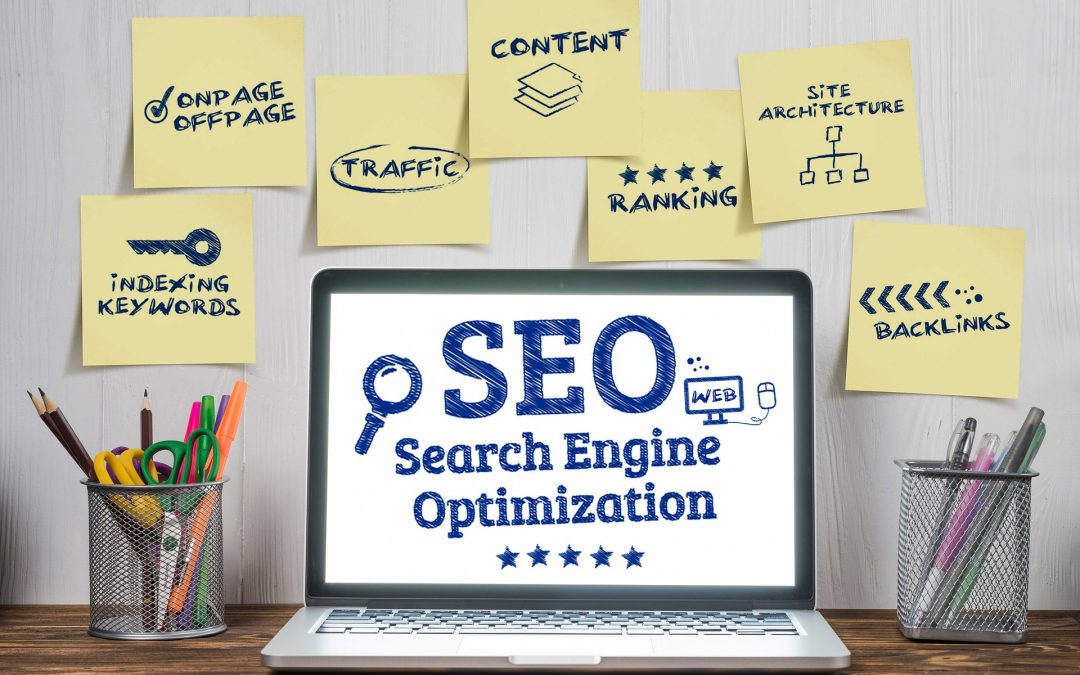 ONPAGE
OFFPAGE
TRAFFIC
CONTENT
RANKING
SITE
ARCHITECTURE
INDEXING
KEYWORDS
BACKLINKS
SEO
WEB
Search Engine
Optimization